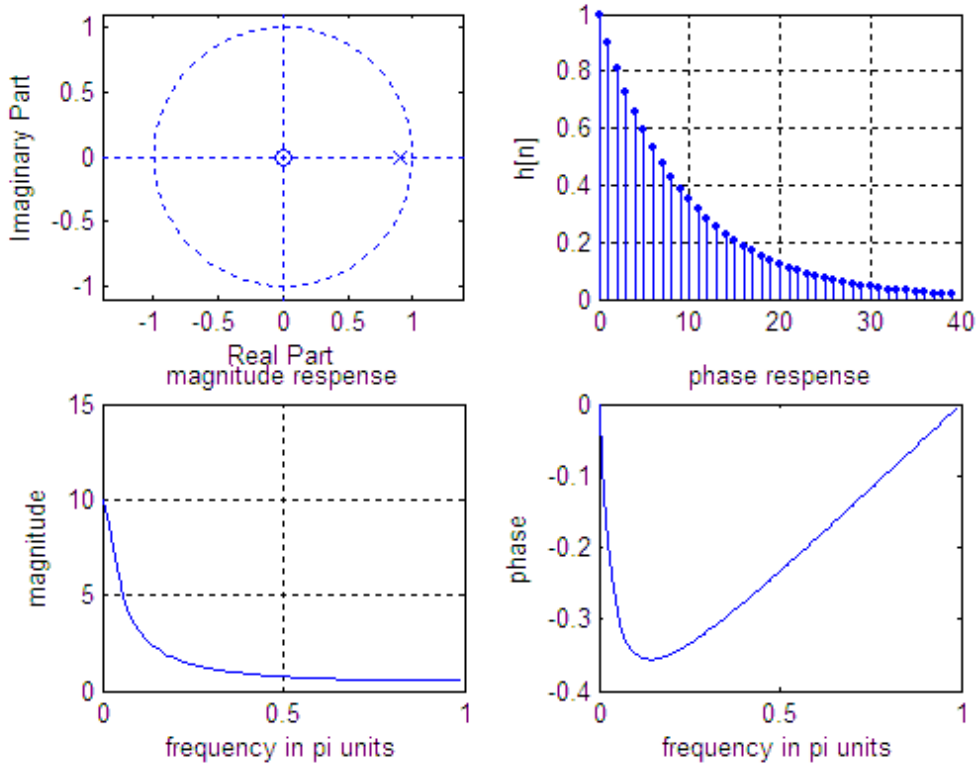 1
0.5
0
-0.5
-1
Imaginary Part
-1 -0.5 0 0.5 1
Real Part
1
0.8
0.6
0.4
0.2
0
h[n]
0 10 20 30 40
magnitude respense
15
10
5
0
magnitude
0 0.5 1
frequency in pi units
phase respense
0
-0.1
-0.2
-0.3
-0.4
phase
0 0.5 1
frequency in pi units